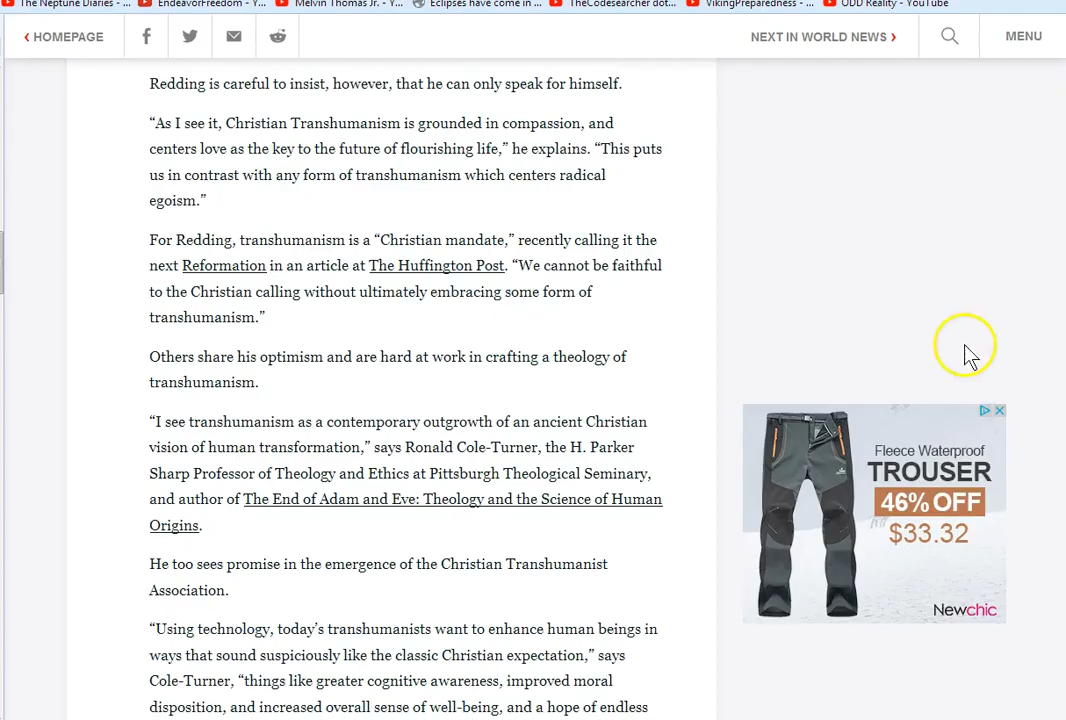 The Neptune Diaries - ...
EndeavorFreedom - Y...
Melvin Thomas Jr. - Y...
Eclipses have come in ...
TheCodesearcher dot...
VikingPreparedness - ...
ODD Reality - YouTube
‹ HOMEPAGE
NEXT IN WORLD NEWS ›
MENU
Redding is careful to insist, however, that he can only speak for himself.
“As I see it, Christian Transhumanism is grounded in compassion, and
centers love as the key to the future of flourishing life,” he explains. “This puts
us in contrast with any form of transhumanism which centers radical
egoism.”
For Redding, transhumanism is a “Christian mandate,” recently calling it the
next Reformation in an article at The Huffington Post. “We cannot be faithful
to the Christian calling without ultimately embracing some form of
transhumanism.”
Others share his optimism and are hard at work in crafting a theology of
transhumanism.
“I see transhumanism as a contemporary outgrowth of an ancient Christian
vision of human transformation,” says Ronald Cole-Turner, the H. Parker
Sharp Professor of Theology and Ethics at Pittsburgh Theological Seminary,
and author of The End of Adam and Eve: Theology and the Science of Human
Origins.
He too sees promise in the emergence of the Christian Transhumanist
Association.
“Using technology, today’s transhumanists want to enhance human beings in
ways that sound suspiciously like the classic Christian expectation,” says
Cole-Turner, “things like greater cognitive awareness, improved moral
disposition, and increased overall sense of well-being, and a hope of endless
Fleece Waterproof
TROUSER
46% OFF
$33.32
Newchic